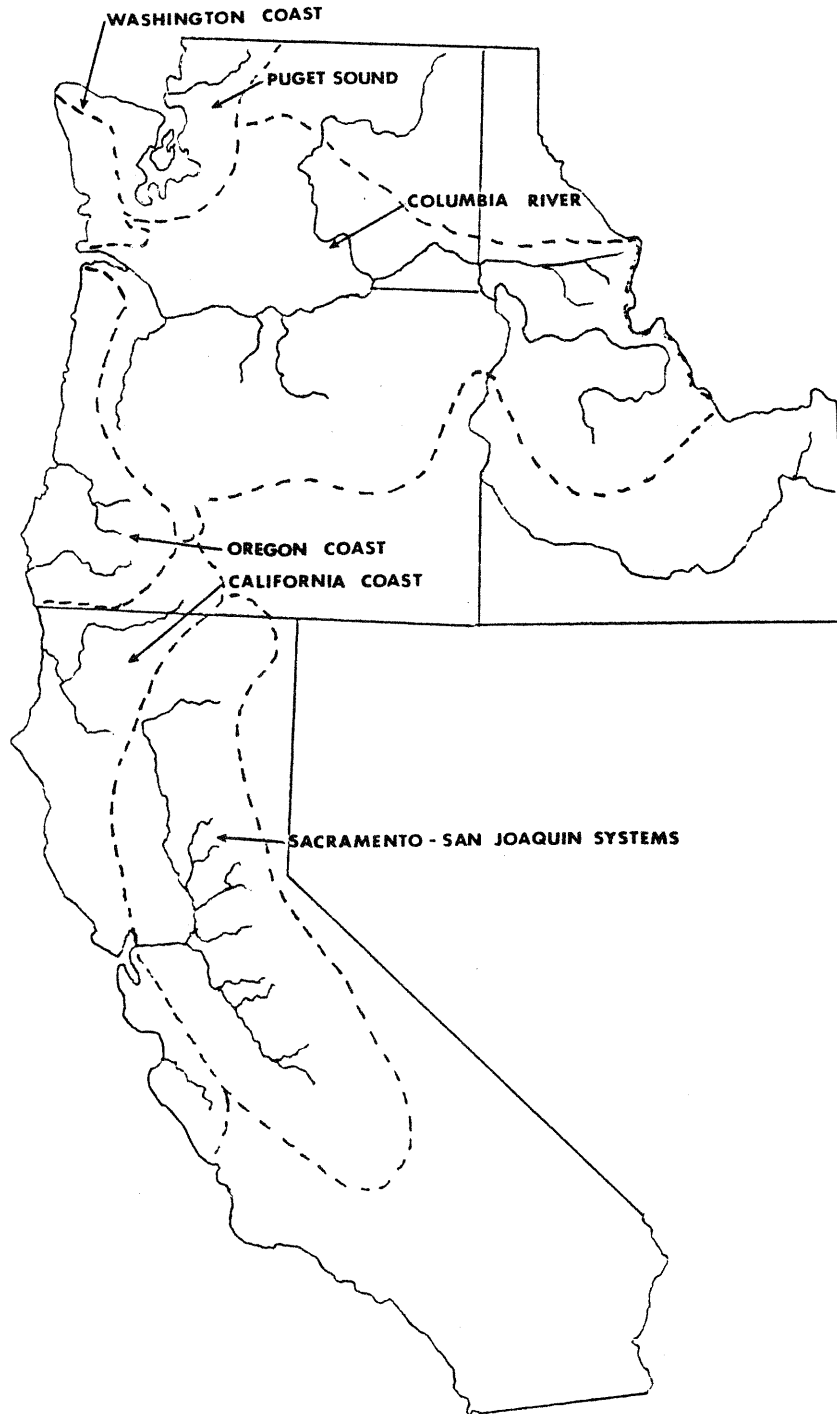 WASHINGTON COAST
PUGET SOUND
COLUMBIA RIVER
OREGON COAST
CALIFORNIA COAST
SACRAMENTO - SAN JOAQUIN SYSTEMS